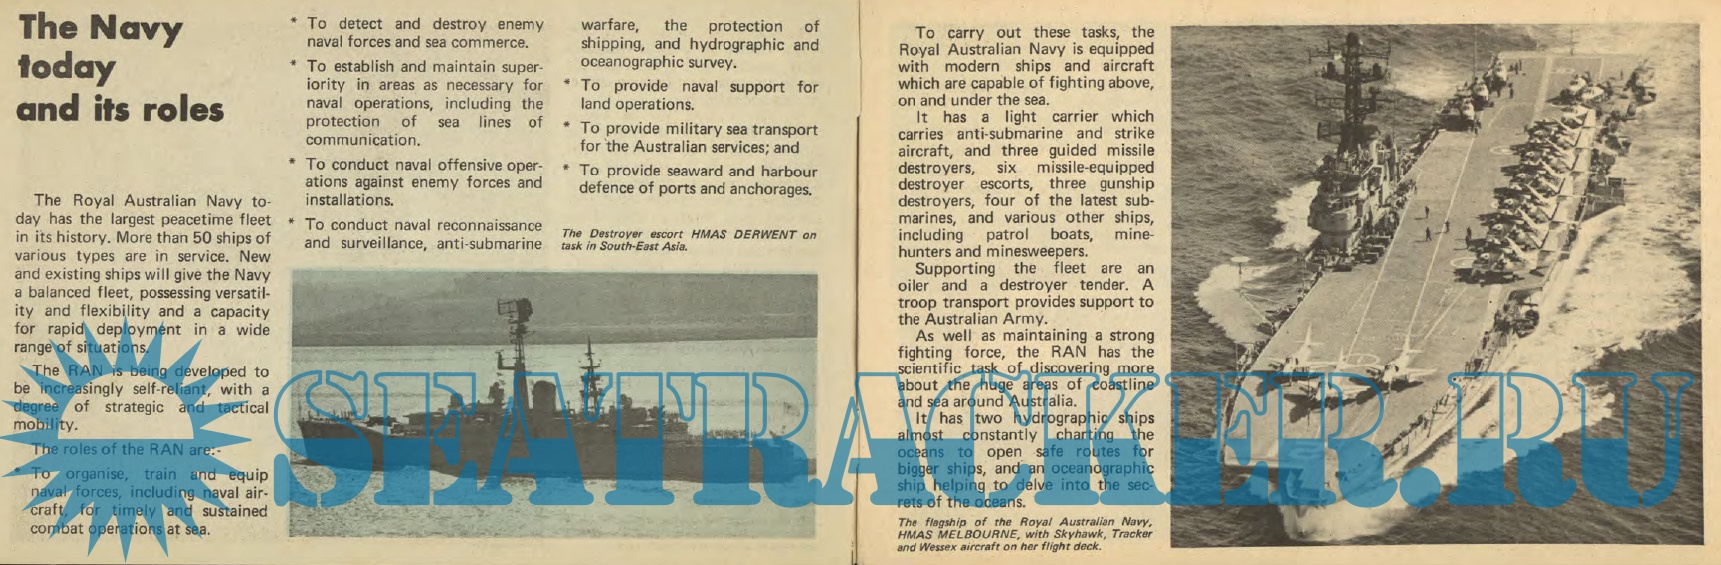 The Navy
today
and its roles
The Royal Australian Navy to-
day has the largest peacetime fleet
in its history. More than 50 ships of
various types are in service. New
and existing ships will give the Navy
a balanced fleet, possessing versatil-
ity and flexibility and a capacity
for rapid deployment in a wide
range of situations.
The RAN is being developed to
be increasingly self-reliant, with a
degree of strategic and tactical
mobility.
The roles of the RAN are:-
* To organise, train and equip
naval forces, including naval air-
craft, for timely and sustained
combat operations at sea.
* To detect and destroy enemy
naval forces and sea commerce.
* To establish and maintain super-
iority in areas as necessary for
naval operations, including the
protection of sea lines of
communication.
* To conduct naval offensive oper-
ations against enemy forces and
installations.
* To conduct naval reconnaissance
and surveillance, anti-submarine
warfare, the protection of
shipping, and hydrographic and
oceanographic survey.
* To provide naval support for
land operations.
* To provide military sea transport
for the Australian services; and
* To provide seaward and harbour
defence of ports and anchorages.
The Destroyer escort HMAS DERWENT on
task in South-East Asia.
To carry out these tasks, the
Royal Australian Navy is equipped
with modern ships and aircraft
which are capable of fighting above,
on and under the sea.
It has a light carrier which
carries anti-submarine and strike
aircraft, and three guided missile
destroyers, six missile-equipped
destroyer escorts, three gunship
destroyers, four of the latest sub-
marines, and various other ships,
including patrol boats, mine-
hunters and minesweepers.
Supporting the fleet are an
oiler and a destroyer tender. A
troop transport provides support to
the Australian Army.
As well as maintaining a strong
fighting force, the RAN has the
scientific task of discovering more
about the huge areas of coastline
and sea around Australia.
It has two hydrographic ships
almost constantly charting the
oceans to open safe routes for
bigger ships, and an oceanographic
ship helping to delve into the sec-
rets of the oceans.
The flagship of the Royal Australian Navy,
HMAS MELBOURNE, with Skyhawk, Tracker
and Wessex aircraft on her flight deck.
SEATRACKER.RU